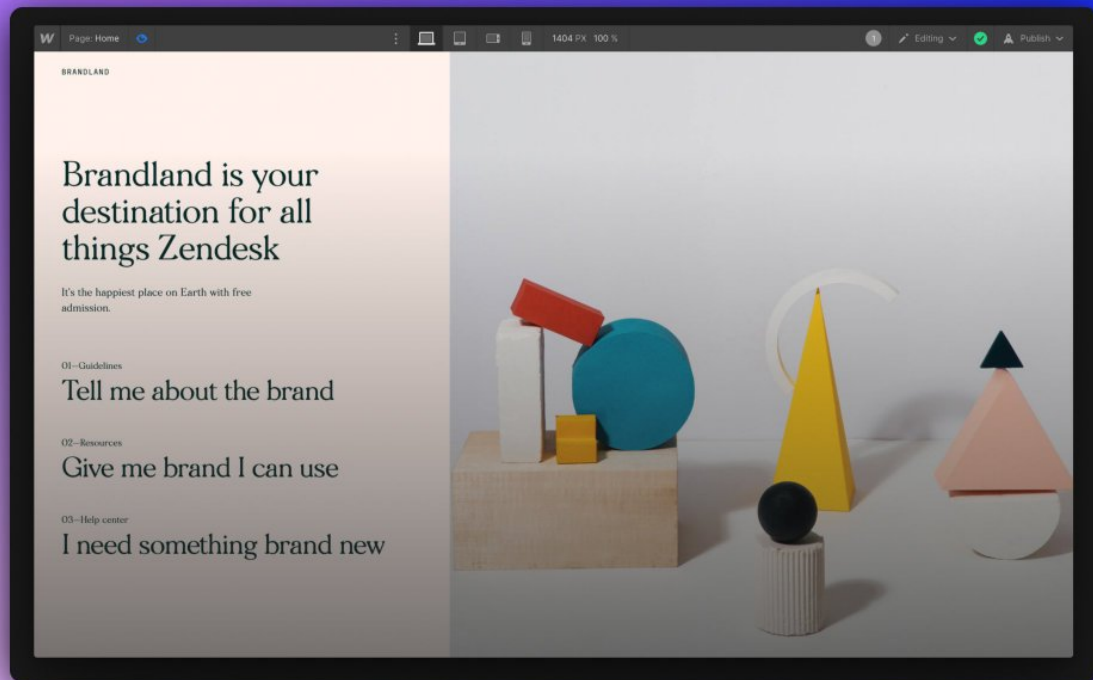 W Page: Home 1404 PX 100 % 1 Editing Publish
BRANDLAND
Brandland is your
destination for all
things Zendesk
It's the happiest place on Earth with free
admission.
01—Guidelines
Tell me about the brand
02—Resources
Give me brand I can use
03—Help center
I need something brand new